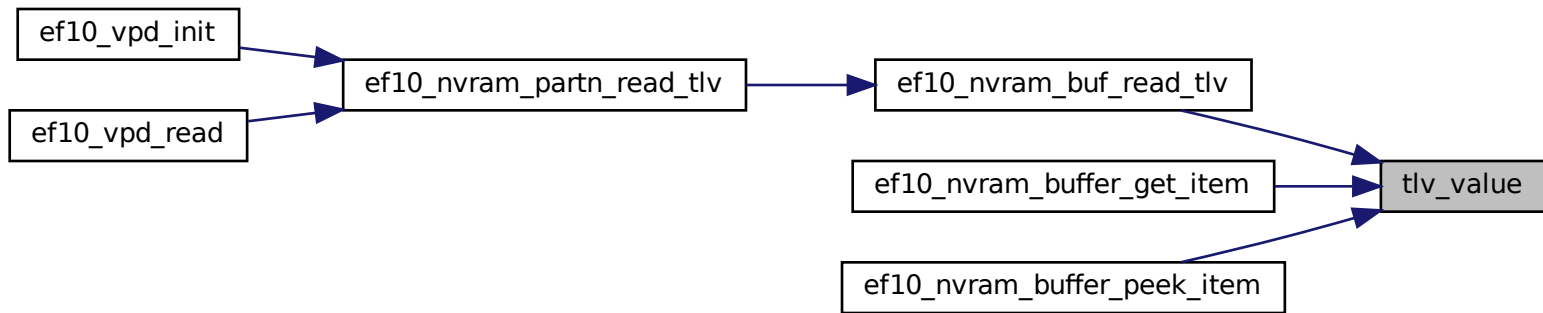 ef10_vpd_init
ef10_vpd_read
ef10_nvram_partn_read_tlv
ef10_nvram_buf_read_tlv
ef10_nvram_buffer_get_item
ef10_nvram_buffer_peek_item
tlv_value